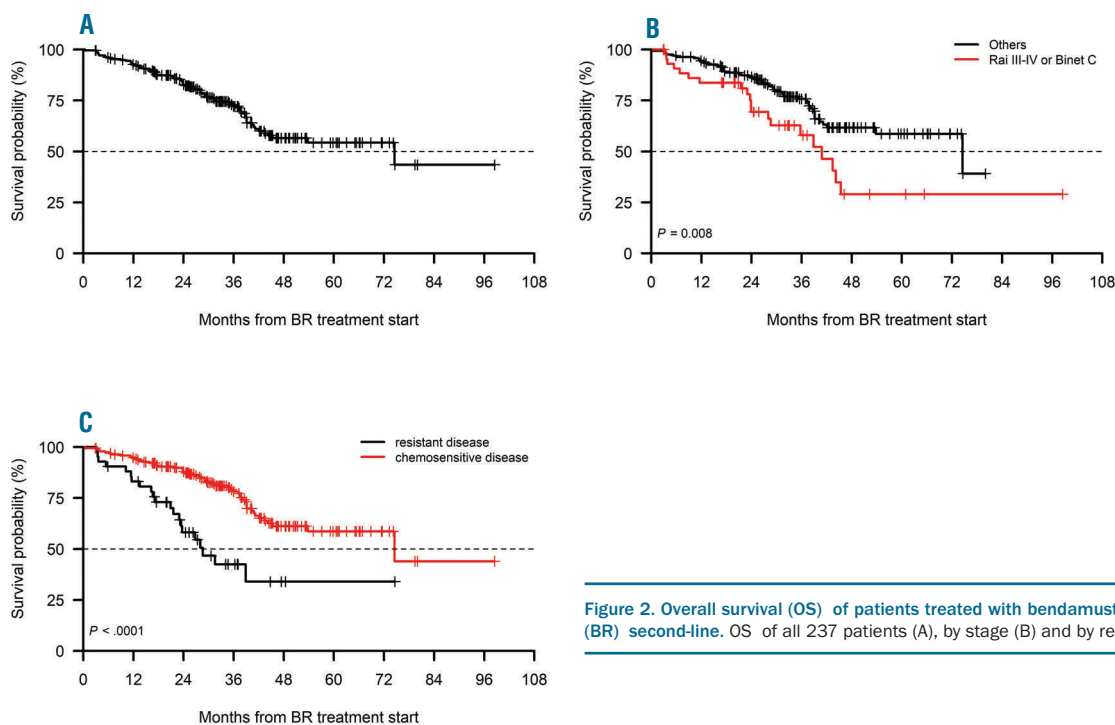 A
100
75
50
25
0
Survival probability (%)
0 12 24 36 48 60 72 84 96 108
Months from BR treatment start
B
Others
Rai III-IV or Binet C
100
75
50
25
0
Survival probability (%)
P = 0.008
0 12 24 36 48 60 72 84 96 108
Months from BR treatment start
C
resistant disease
chemosensitive disease
100
75
50
25
0
Survival probability (%)
P < .0001
0 12 24 36 48 60 72 84 96 108
Months from BR treatment start
Figure 2. Overall survival (OS) of patients treated with bendamust
(BR) second-line. OS of all 237 patients (A), by stage (B) and by re